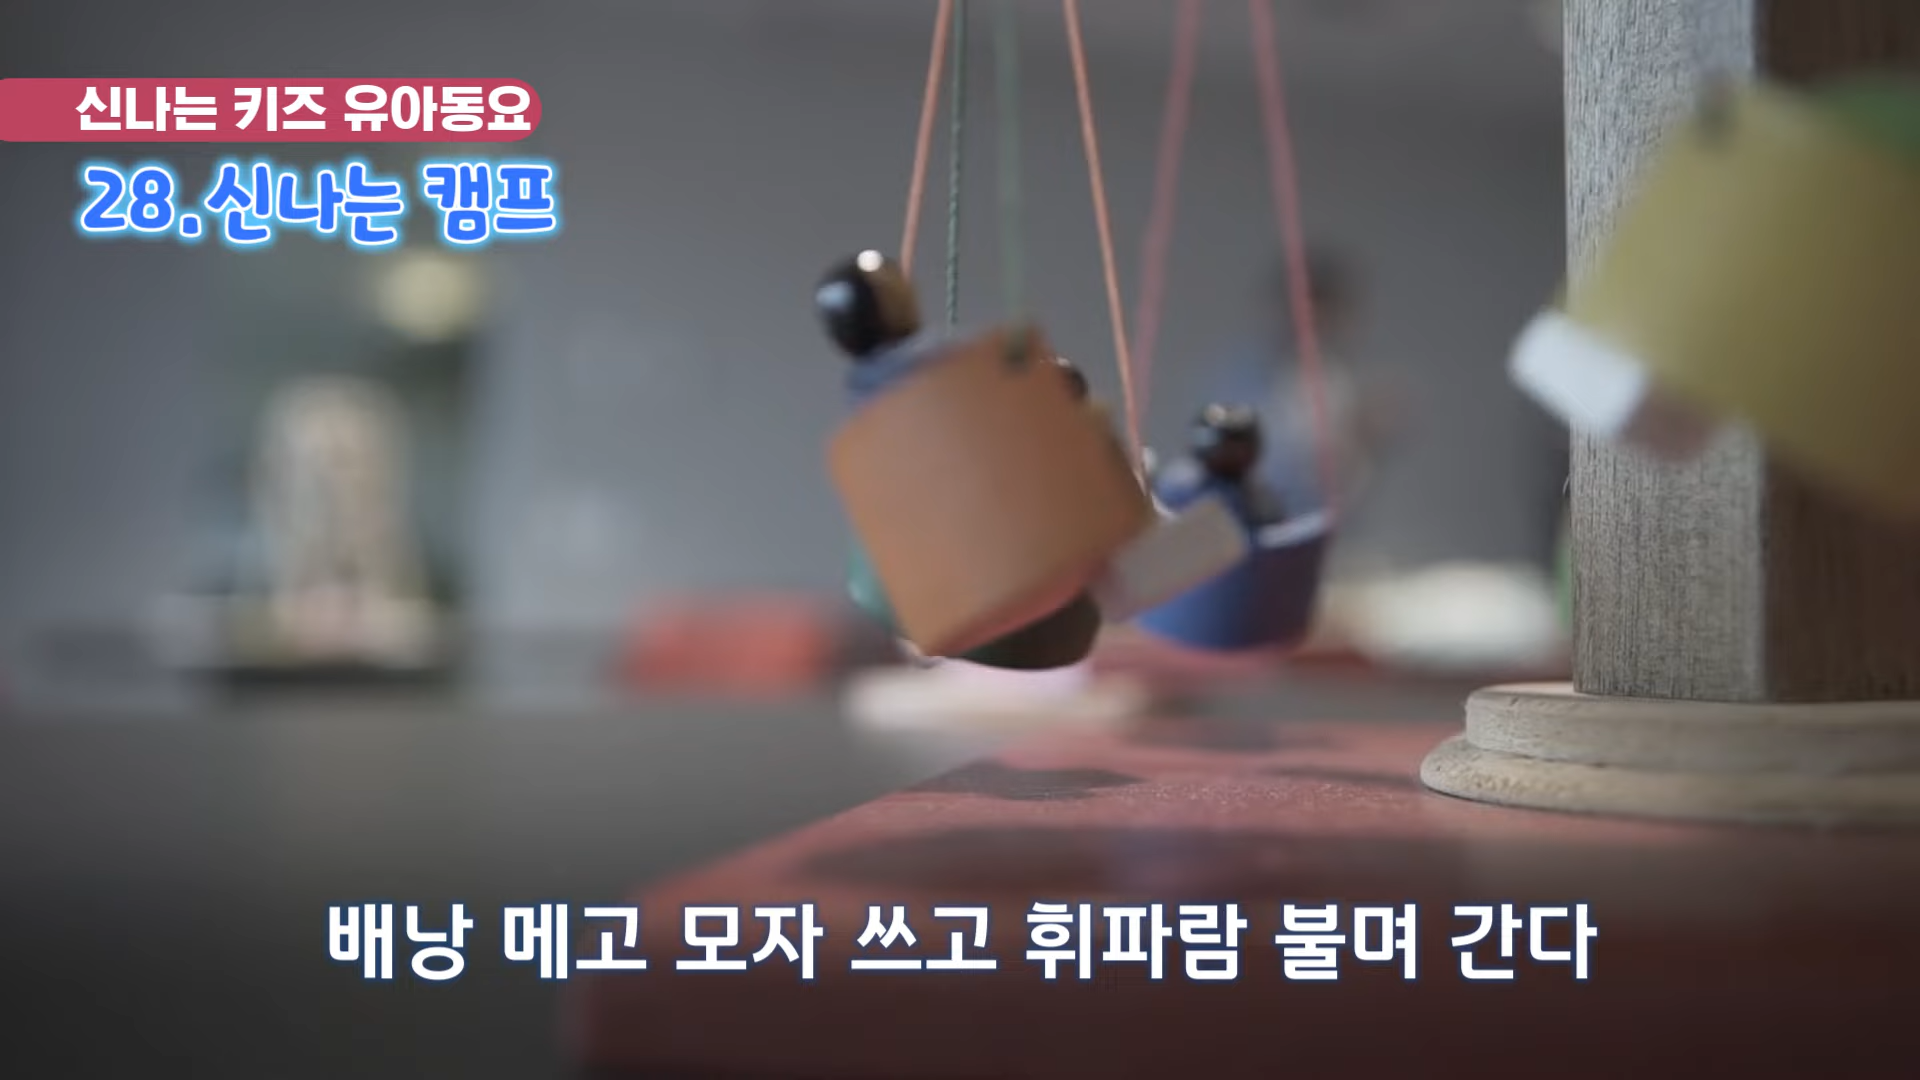 신나는 키즈 유아동요
28.신나는 캠프
배낭 메고 모자 쓰고 휘파람 불며 간다